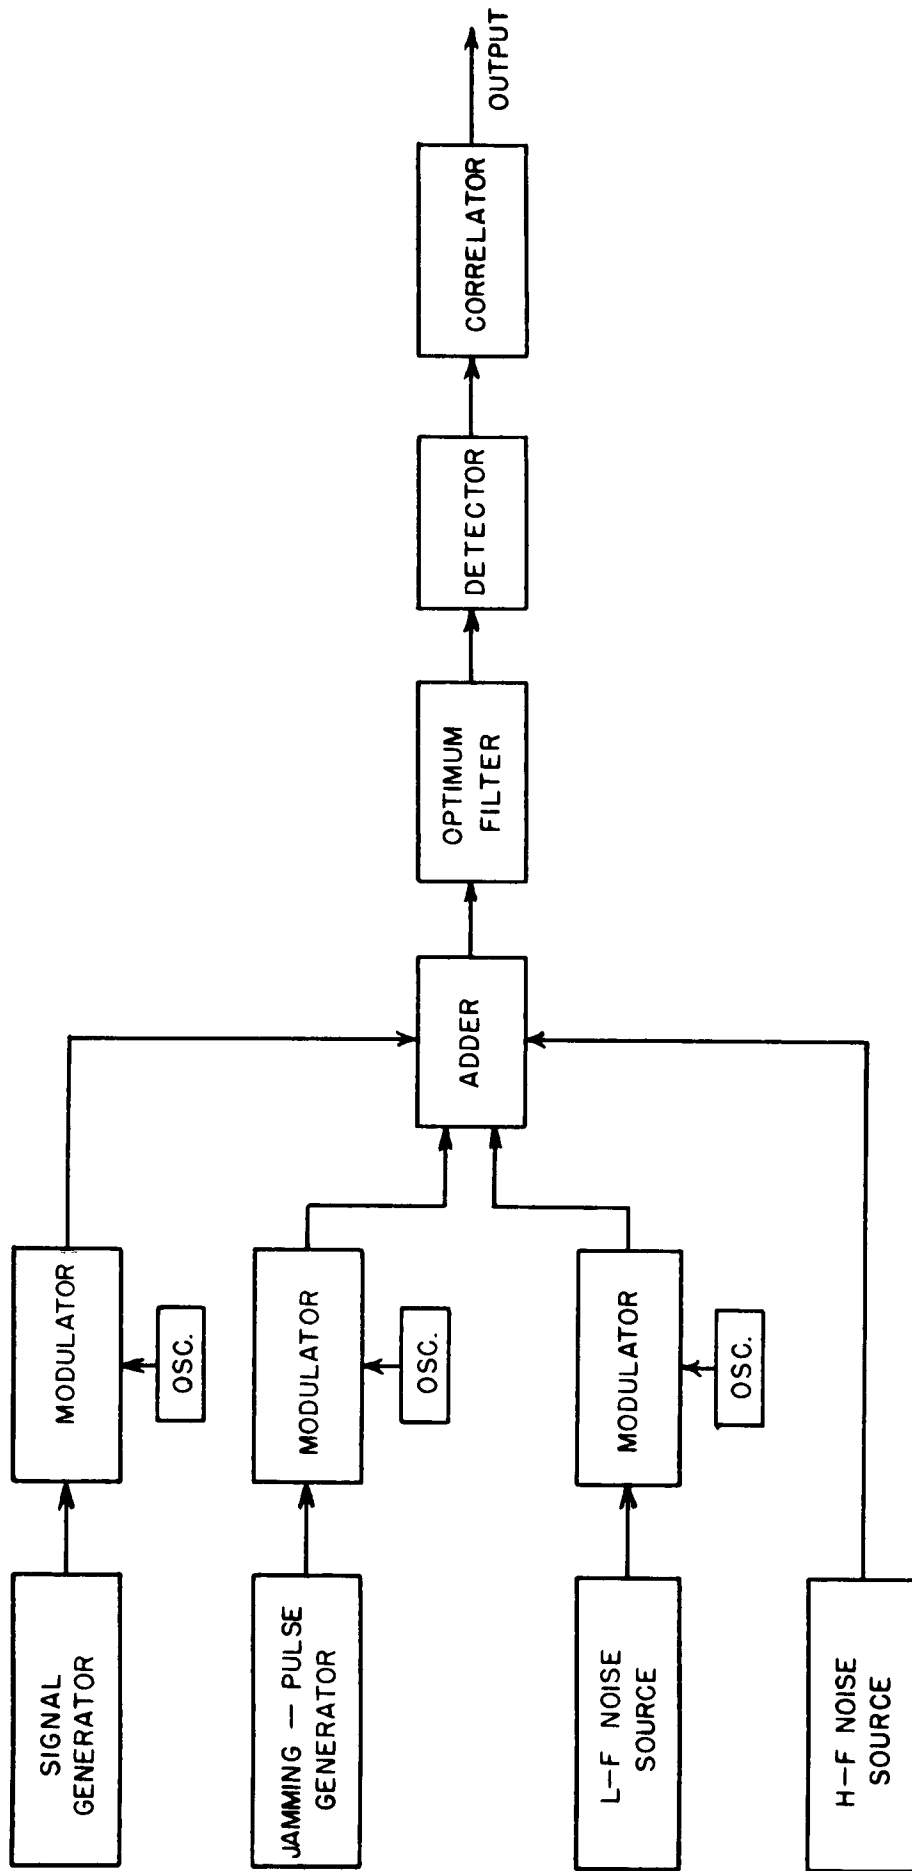 SIGNAL
GENERATOR
MODULATOR
OSC.
JAMMING — PULSE
GENERATOR
MODULATOR
OSC.
L–F NOISE
SOURCE
MODULATOR
OSC.
H–F NOISE
SOURCE
ADDER
OPTIMUM
FILTER
DETECTOR
CORRELATOR
OUTPUT